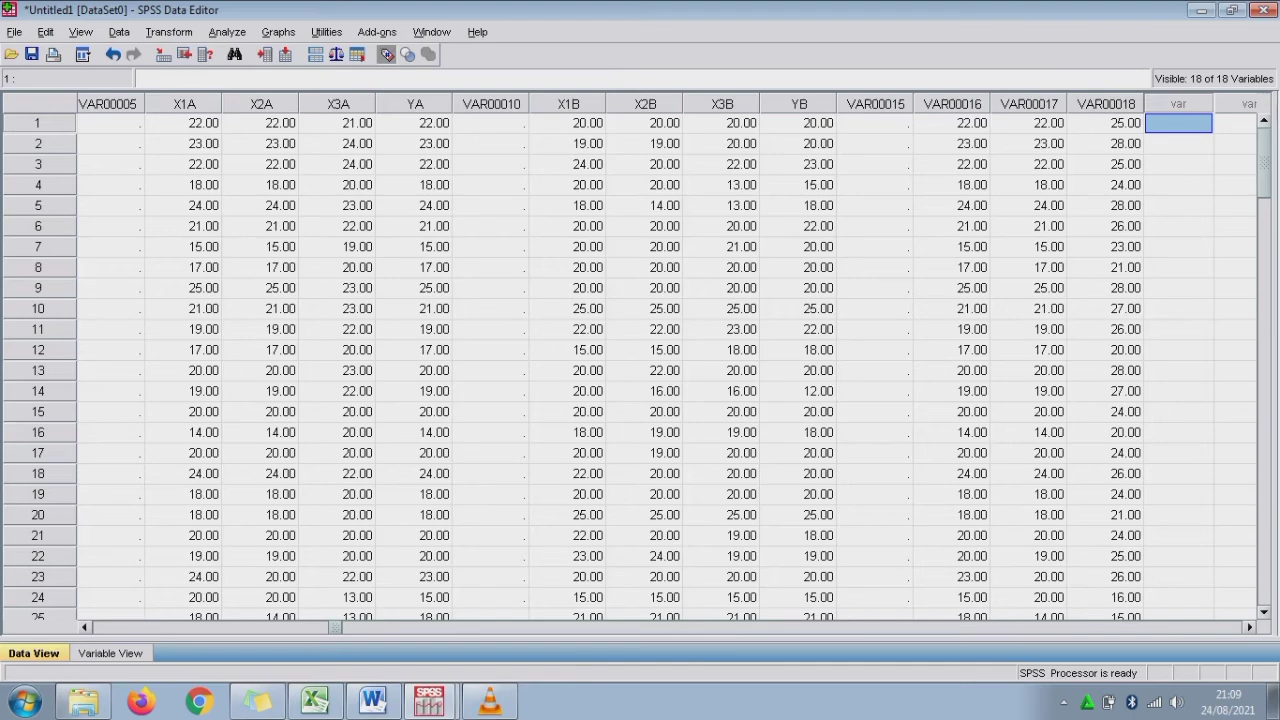 *Untitled1 [DataSet0] - SPSS Data Editor
File Edit View Data Transform Analyze Graphs Utilities Add-ons Window Help
1 : Visible: 18 of 18 Variables
VAR00005 X1A X2A X3A YA VAR00010 X1B X2B X3B YB VAR00015 VAR00016 VAR00017 VAR00018 var var
1 . 22.00 22.00 21.00 22.00 . 20.00 20.00 20.00 20.00 . 22.00 22.00 25.00
2 . 23.00 23.00 24.00 23.00 . 19.00 19.00 20.00 20.00 . 23.00 23.00 28.00
3 . 22.00 22.00 24.00 22.00 . 24.00 20.00 22.00 23.00 . 22.00 22.00 25.00
4 . 18.00 18.00 20.00 18.00 . 20.00 20.00 13.00 15.00 . 18.00 18.00 24.00
5 . 24.00 24.00 23.00 24.00 . 18.00 14.00 13.00 18.00 . 24.00 24.00 28.00
6 . 21.00 21.00 22.00 21.00 . 20.00 20.00 20.00 22.00 . 21.00 21.00 26.00
7 . 15.00 15.00 19.00 15.00 . 20.00 20.00 21.00 20.00 . 15.00 15.00 23.00
8 . 17.00 17.00 20.00 17.00 . 20.00 20.00 20.00 20.00 . 17.00 17.00 21.00
9 . 25.00 25.00 23.00 25.00 . 20.00 20.00 20.00 20.00 . 25.00 25.00 28.00
10 . 21.00 21.00 23.00 21.00 . 25.00 25.00 25.00 25.00 . 21.00 21.00 27.00
11 . 19.00 19.00 22.00 19.00 . 22.00 22.00 23.00 22.00 . 19.00 19.00 26.00
12 . 17.00 17.00 20.00 17.00 . 15.00 15.00 18.00 18.00 . 17.00 17.00 20.00
13 . 20.00 20.00 23.00 20.00 . 20.00 22.00 20.00 20.00 . 20.00 20.00 28.00
14 . 19.00 19.00 22.00 19.00 . 20.00 16.00 16.00 12.00 . 19.00 19.00 27.00
15 . 20.00 20.00 20.00 20.00 . 20.00 20.00 20.00 20.00 . 20.00 20.00 24.00
16 . 14.00 14.00 20.00 14.00 . 18.00 19.00 19.00 18.00 . 14.00 14.00 20.00
17 . 20.00 20.00 20.00 20.00 . 20.00 19.00 20.00 20.00 . 20.00 20.00 24.00
18 . 24.00 24.00 22.00 24.00 . 22.00 20.00 20.00 20.00 . 24.00 24.00 26.00
19 . 18.00 18.00 20.00 18.00 . 20.00 20.00 20.00 20.00 . 18.00 18.00 24.00
20 . 18.00 18.00 20.00 18.00 . 25.00 25.00 25.00 25.00 . 18.00 18.00 21.00
21 . 20.00 20.00 20.00 20.00 . 22.00 20.00 19.00 18.00 . 20.00 20.00 24.00
22 . 19.00 19.00 20.00 20.00 . 23.00 24.00 19.00 19.00 . 20.00 19.00 25.00
23 . 24.00 20.00 22.00 23.00 . 20.00 20.00 20.00 20.00 . 23.00 20.00 26.00
24 . 20.00 20.00 13.00 15.00 . 15.00 15.00 15.00 15.00 . 15.00 20.00 16.00
25 . 18.00 14.00 13.00 18.00 . 21.00 21.00 21.00 21.00 . 18.00 14.00 15.00
Data View Variable View
SPSS Processor is ready
21:09
24/08/2021